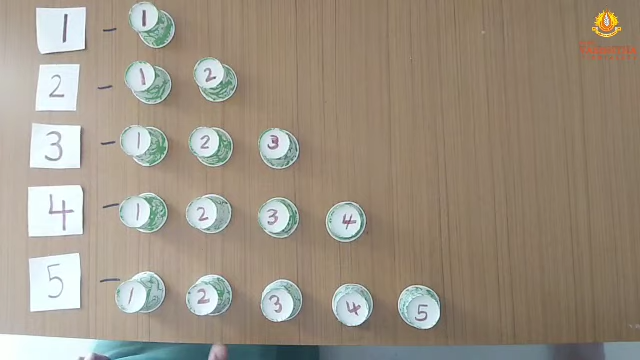 1 - 1
2 - 1 2
3 - 1 2 3
4 - 1 2 3 4
5 - 1 2 3 4 5